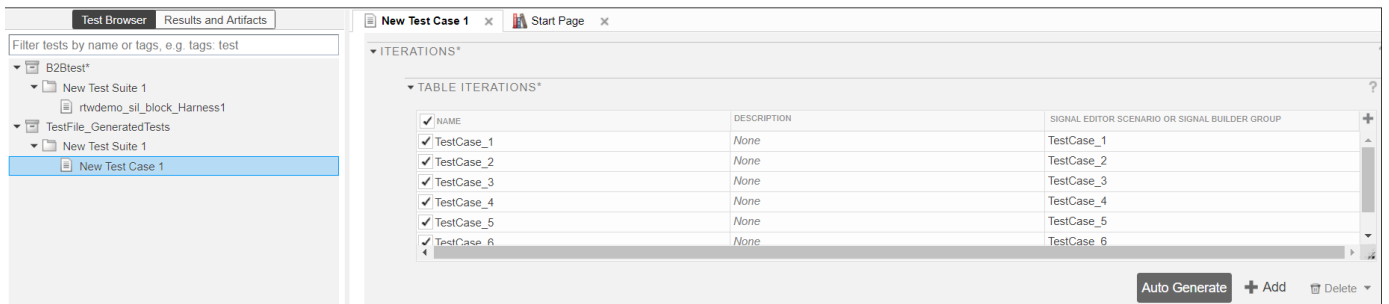 Test Browser Results and Artifacts
Filter tests by name or tags, e.g. tags: test
B2Btest*
New Test Suite 1
rtwdemo_sil_block_Harness1
TestFile_GeneratedTests
New Test Suite 1
New Test Case 1
New Test Case 1 × Start Page ×
ITERATIONS*
TABLE ITERATIONS* ?
NAME DESCRIPTION SIGNAL EDITOR SCENARIO OR SIGNAL BUILDER GROUP
TestCase_1 None TestCase_1
TestCase_2 None TestCase_2
TestCase_3 None TestCase_3
TestCase_4 None TestCase_4
TestCase_5 None TestCase_5
TestCase_6 None TestCase_6
Auto Generate Add Delete